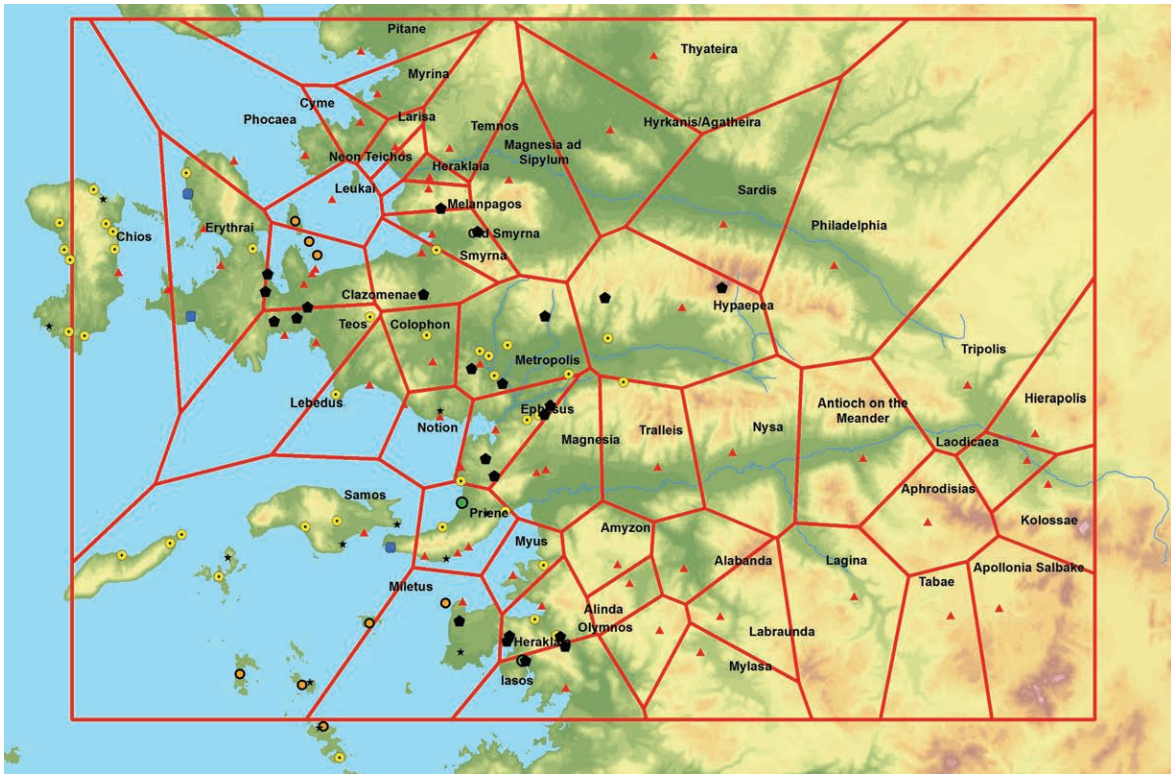 Pitane
Thyateira
Myrina
Cyme
Phocaea
Larisa
Temnos
Hyrkanis/Agatheira
Neon Teichos
Magnesia ad
Sipylum
Heraklaia
Leukai
Sardis
Melanpagos
Erythrai
Chios
Philadelphia
Old Smyrna
Smyrna
Clazomenae
Hypaepea
Teos
Colophon
Metropolis
Tripolis
Lebedus
Ephesus
Antioch on the
Meander
Hierapolis
Notion
Magnesia
Tralleis
Nysa
Laodicaea
Samos
Aphrodisias
Priene
Amyzon
Kolossae
Myus
Alabanda
Lagina
Apollonia Salbake
Tabae
Miletus
Alinda
Olymnos
Labraunda
Heraklaia
Mylasa
Iasos